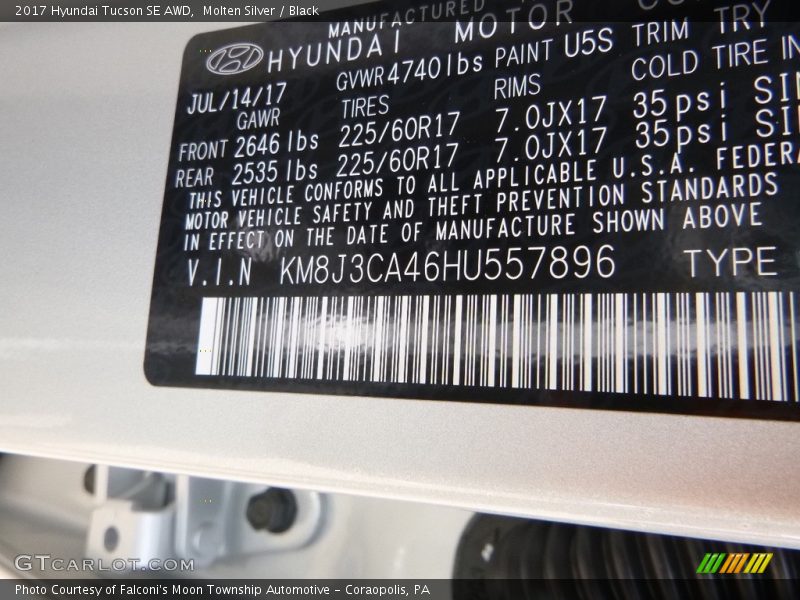 2017 Hyundai Tucson SE AWD, Molten Silver / Black
MANUFACTURED
HYUNDAI MOTOR
GVWR 4740 lbs PAINT U5S TRIM TRY
JUL/14/17
GAWR TIRES RIMS COLD TIRE IN
FRONT 2646 lbs 225/60R17 7.0JX17 35psi SI
REAR 2535 lbs 225/60R17 7.0JX17 35psi SI
THIS VEHICLE CONFORMS TO ALL APPLICABLE U.S.A. FEDERA
MOTOR VEHICLE SAFETY AND THEFT PREVENTION STANDARDS
IN EFFECT ON THE DATE OF MANUFACTURE SHOWN ABOVE
V.I.N KM8J3CA46HU557896 TYPE
GTCARLOT.COM
Photo Courtesy of Falconi's Moon Township Automotive - Coraopolis, PA